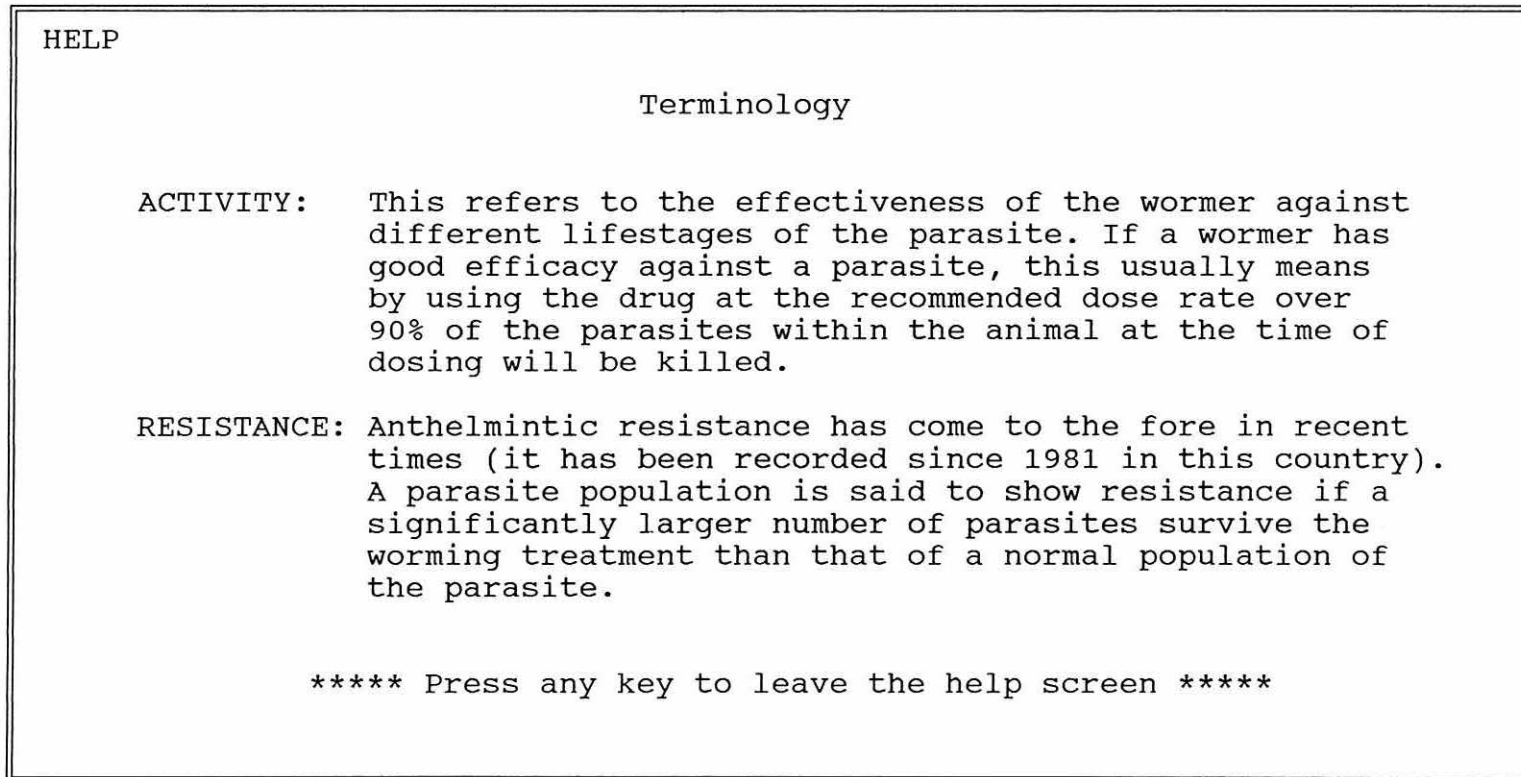 HELP
Terminology
ACTIVITY: This refers to the effectiveness of the wormer against
different lifestages of the parasite. If a wormer has
good efficacy against a parasite, this usually means
by using the drug at the recommended dose rate over
90% of the parasites within the animal at the time of
dosing will be killed.
RESISTANCE: Anthelmintic resistance has come to the fore in recent
times (it has been recorded since 1981 in this country).
A parasite population is said to show resistance if a
significantly larger number of parasites survive the
worming treatment than that of a normal population of
the parasite.
***** Press any key to leave the help screen *****